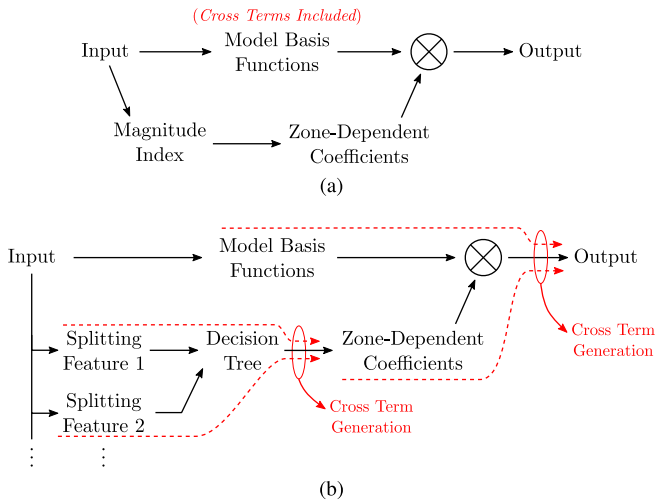 (Cross Terms Included)
Input
Model Basis
Functions
Output
Magnitude
Index
Zone-Dependent
Coefficients
(a)
Input
Model Basis
Functions
Output
Splitting
Feature 1
Decision
Tree
Zone-Dependent
Coefficients
Cross Term
Generation
Splitting
Feature 2
Cross Term
Generation
(b)